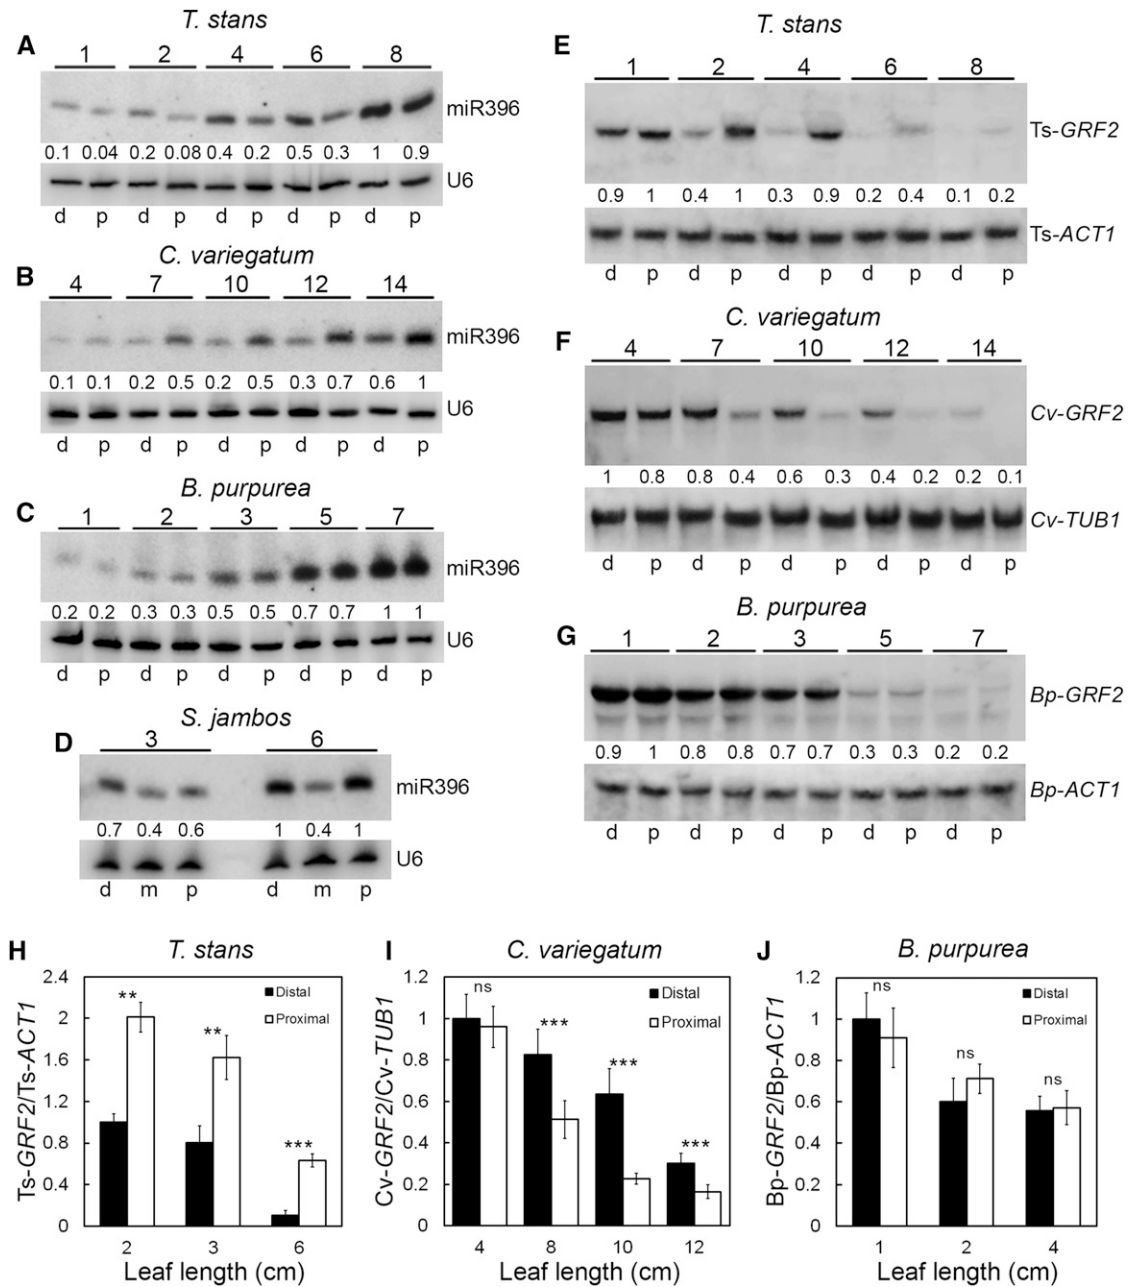 A
T. stans
1 2 4 6 8
miR396
0.1 0.04 0.2 0.08 0.4 0.2 0.5 0.3 1 0.9
U6
d p d p d p d p d p
B
C. variegatum
4 7 10 12 14
miR396
0.1 0.1 0.2 0.5 0.2 0.5 0.3 0.7 0.6 1
U6
d p d p d p d p d p
C
B. purpurea
1 2 3 5 7
miR396
0.2 0.2 0.3 0.3 0.5 0.5 0.7 0.7 1 1
U6
d p d p d p d p d p
D
S. jambos
3 6
miR396
0.7 0.4 0.6 1 0.4 1
U6
d m p d m p
E
T. stans
1 2 4 6 8
Ts-GRF2
0.9 1 0.4 1 0.3 0.9 0.2 0.4 0.1 0.2
Ts-ACT1
d p d p d p d p d p
F
C. variegatum
4 7 10 12 14
Cv-GRF2
1 0.8 0.8 0.4 0.6 0.3 0.4 0.2 0.2 0.1
Cv-TUB1
d p d p d p d p d p
G
B. purpurea
1 2 3 5 7
Bp-GRF2
0.9 1 0.8 0.8 0.7 0.7 0.3 0.3 0.2 0.2
Bp-ACT1
d p d p d p d p d p
H
T. stans
Ts-GRF2/Ts-ACT1
2.4
2
1.6
1.2
0.8
0.4
0
** ** ***
Distal
Proximal
2 3 6
Leaf length (cm)
I
C. variegatum
Cv-GRF2/Cv-TUB1
1.2
1
0.8
0.6
0.4
0.2
0
ns *** *** ***
Distal
Proximal
4 8 10 12
Leaf length (cm)
J
B. purpurea
Bp-GRF2/Bp-ACT1
1.2
1
0.8
0.6
0.4
0.2
0
ns ns ns
Distal
Proximal
1 2 4
Leaf length (cm)